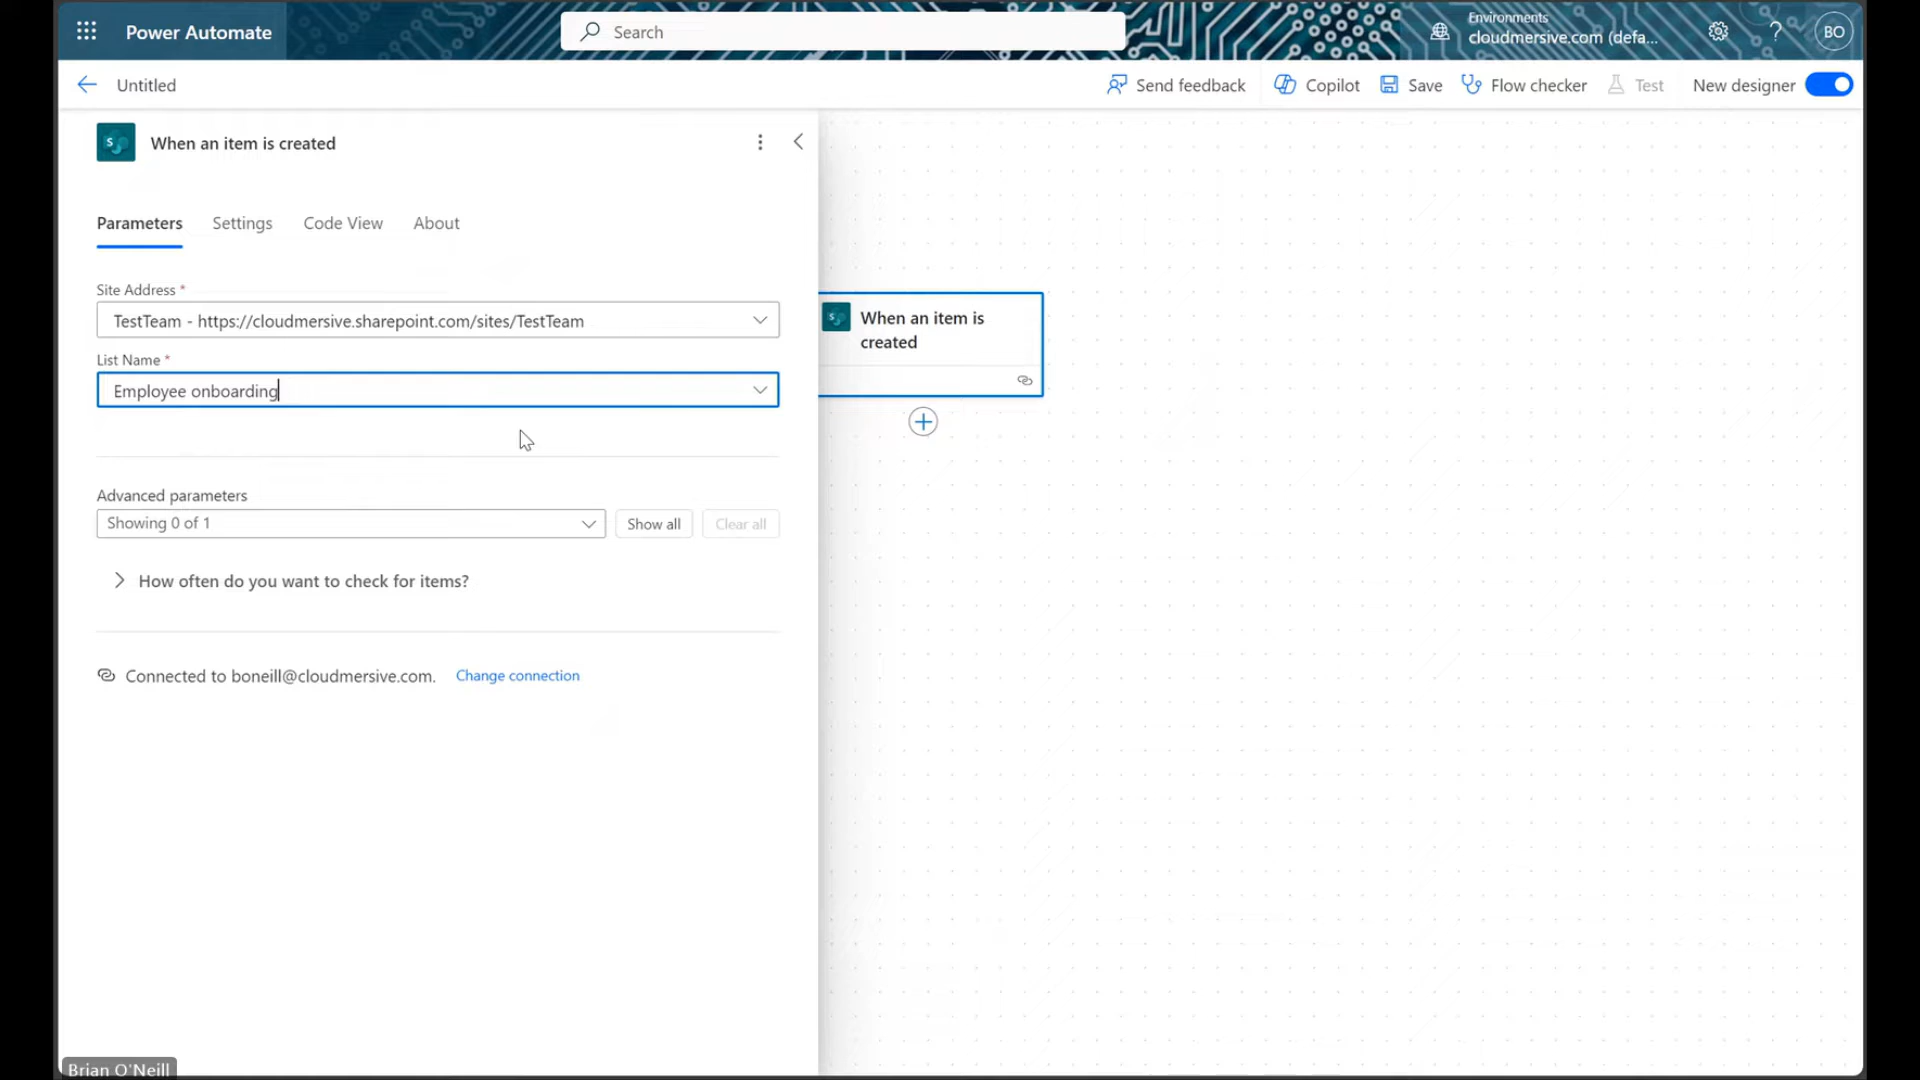 Power Automate
Search
Environments
cloudmersive.com (defa...
?
BO
Untitled
Send feedback
Copilot
Save
Flow checker
Test
New designer
When an item is created
Parameters
Settings
Code View
About
Site Address *
TestTeam - https://cloudmersive.sharepoint.com/sites/TestTeam
List Name *
Employee onboarding
When an item is
created
Advanced parameters
Showing 0 of 1
Show all
Clear all
How often do you want to check for items?
Connected to boneill@cloudmersive.com.
Change connection
Brian O'Neill